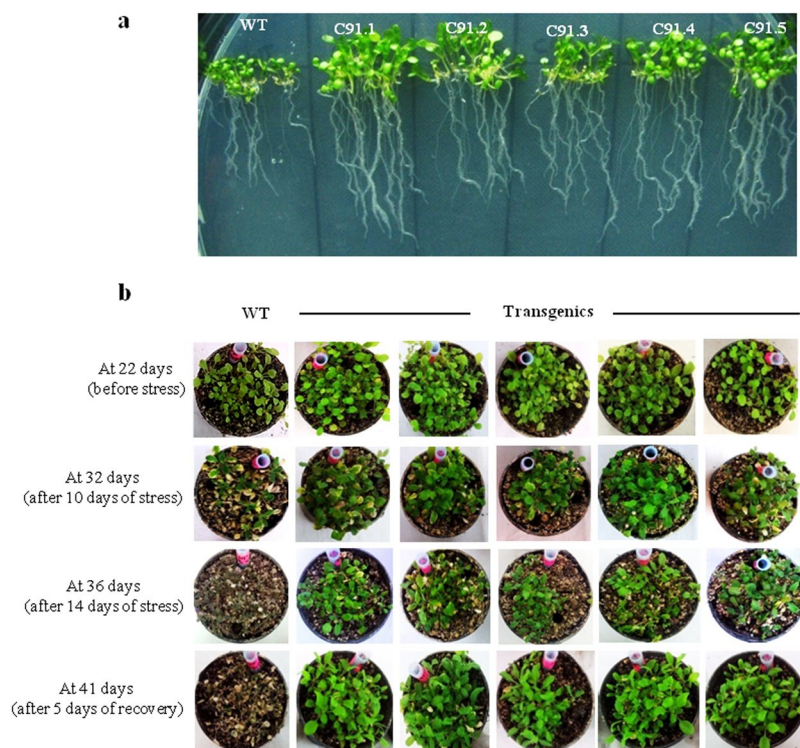 a
WT C91.1 C91.2 C91.3 C91.4 C91.5
b
WT Transgenics
At 22 days
(before stress)
At 32 days
(after 10 days of stress)
At 36 days
(after 14 days of stress)
At 41 days
(after 5 days of recovery)